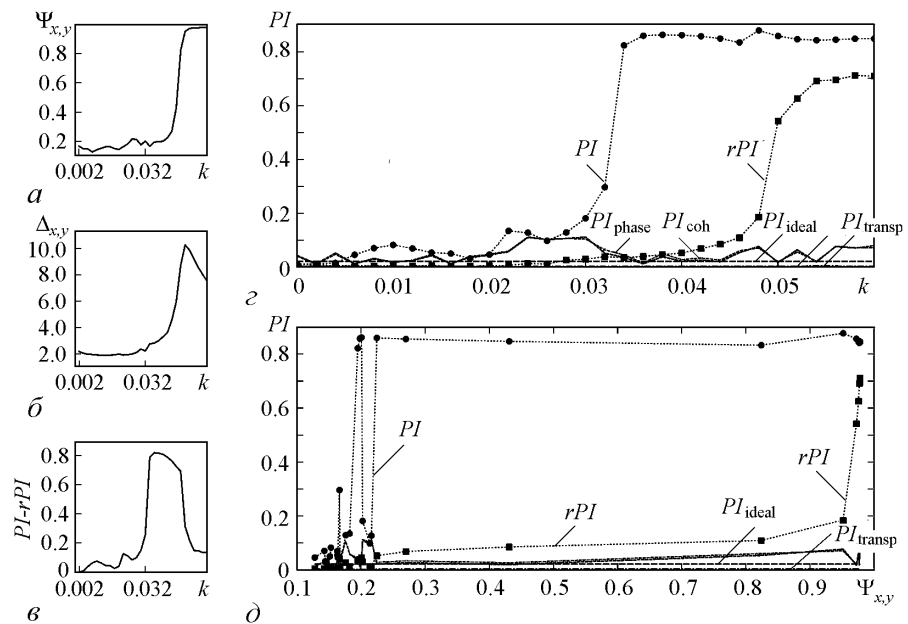 Ψx,y
1.0
0.8
0.6
0.4
0.2
0.002 0.032 k
а
Δx,y
10.0
8.0
6.0
4.0
2.0
0.002 0.032 k
б
PI-rPI
0.8
0.6
0.4
0.2
0
0.002 0.032 k
в
PI
0.8
0.6
0.4
0.2
0
PI
rPI
PIphase PIcoh PIideal PItransp
0 0.01 0.02 0.03 0.04 0.05 k
г
PI
0.8
0.6
0.4
0.2
0
PI
rPI
rPI
PIideal
PItransp
0.1 0.2 0.3 0.4 0.5 0.6 0.7 0.8 0.9 Ψx,y
д